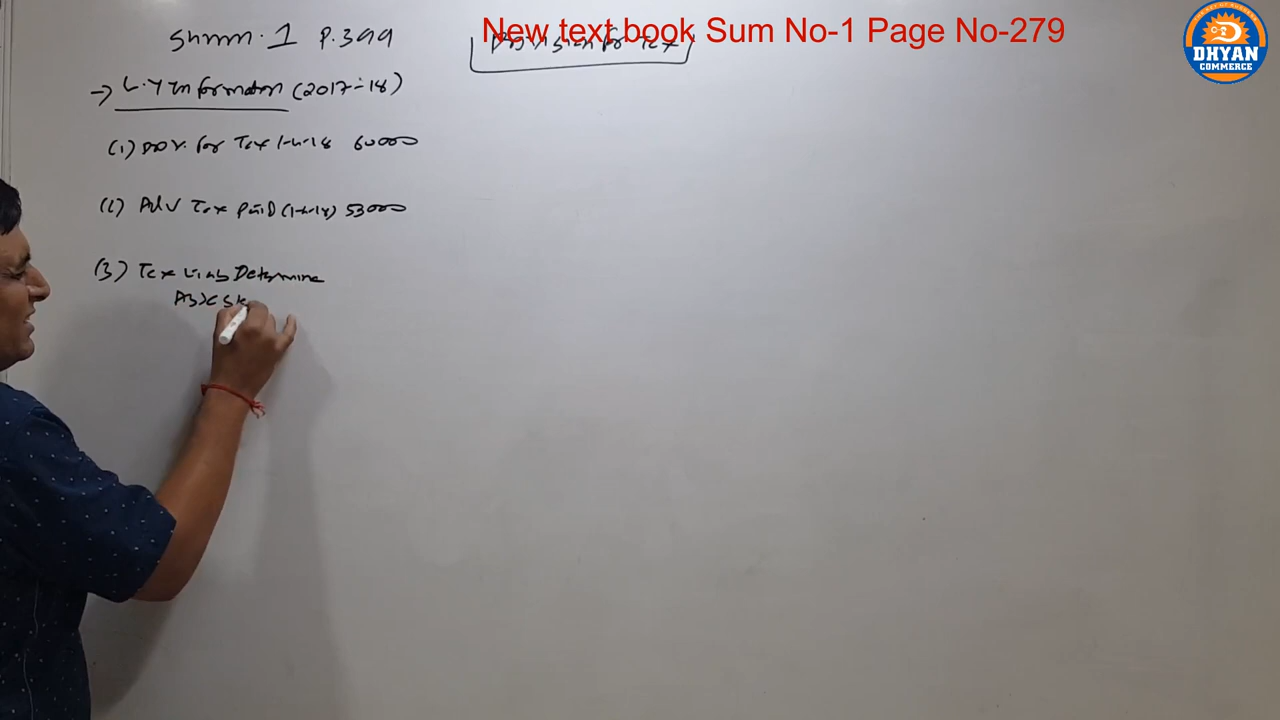 New text book Sum No-1 Page No-279
Sum. 1 P.399
Provision for Tax
→ L.Y Information (2017-18)
(1) Prov. for Tax 1-4-18 60000
(2) Adv Tax Paid (1-4-18) 53000
(3) Tax Liab Determine
DHYAN
COMMERCE